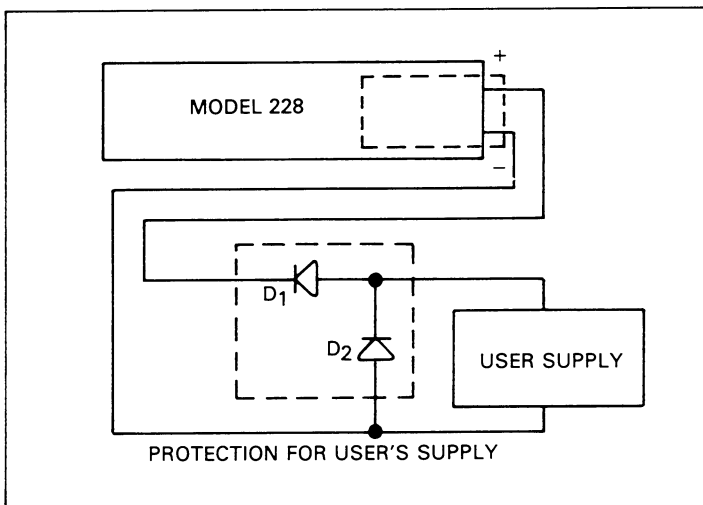 +
MODEL 228
−
D1
D2
USER SUPPLY
PROTECTION FOR USER'S SUPPLY